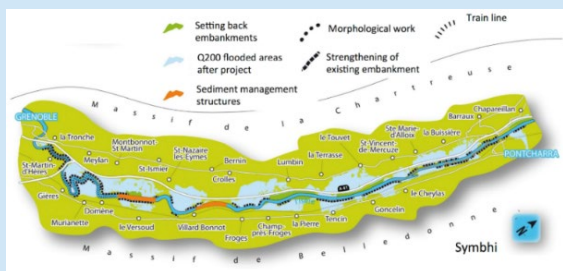 Setting back
embankments
Q200 flooded areas
after project
Sediment management
structures
Morphological work
Strengthening of
existing embankment
Train line
Massif de la Chartreuse
GRENOBLE
la Tronche
Meylan
Montbonnot
St Martin
St-Ismier
St Nazaire
les Eymes
Bernin
Crolles
Lumbin
la Terrasse
le Touvet
St-Vincent
de Mercuze
Ste Marie
d'Alloix
la Buissière
Barraux
Chapareillan
PONTCHARRA
St-Martin
d'Hères
Gières
Murianette
Domène
le Versoud
Villard Bonnot
Froges
Champ
près Froges
la Pierre
Tencin
Goncelin
le Cheylas
Massif de Belledonne
Symbhi
N